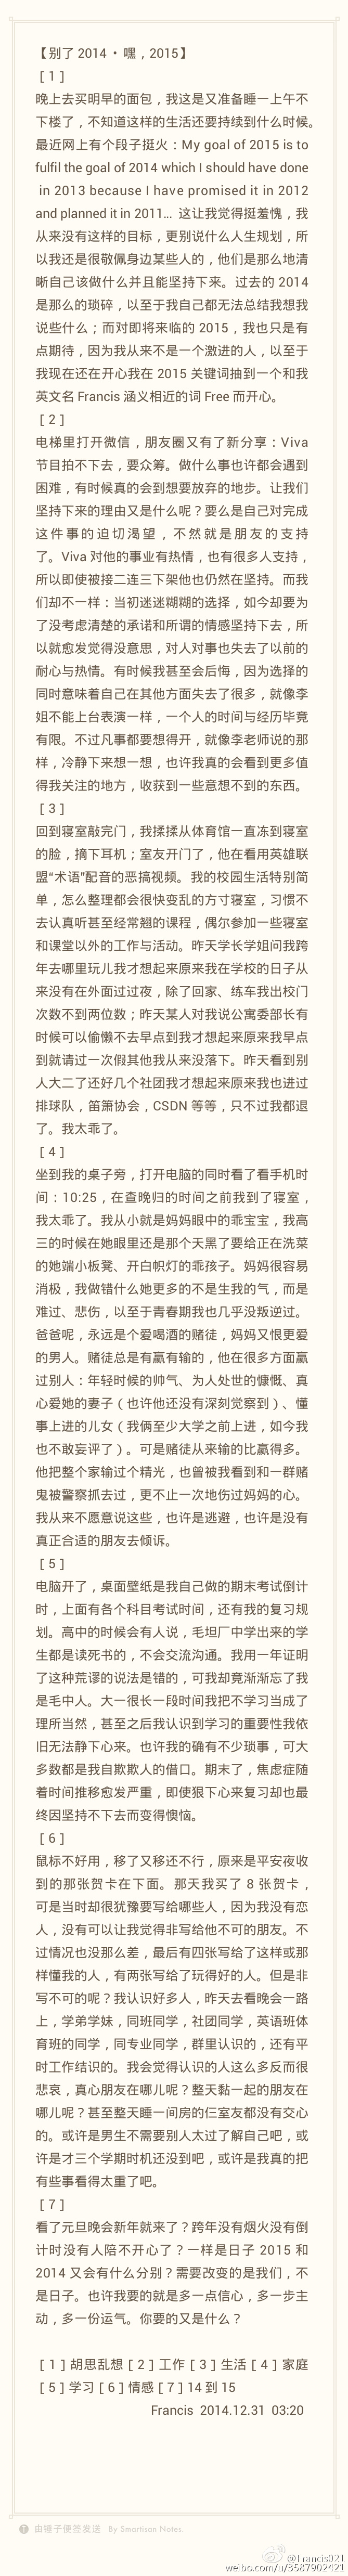 【别了 2014 • 嘿，2015】
［1］
晚上去买明早的面包，我这是又准备睡一上午不
下楼了，不知道这样的生活还要持续到什么时候。
最近网上有个段子挺火：My goal of 2015 is to
fulfil the goal of 2014 which I should have done
in 2013 because I have promised it in 2012
and planned it in 2011... 这让我觉得挺羞愧，我
从来没有这样的目标，更别说什么人生规划，所
以我还是很敬佩身边某些人的，他们是那么地清
晰自己该做什么并且能坚持下来。过去的 2014
是那么的琐碎，以至于我自己都无法总结我想我
说些什么；而对即将来临的 2015，我也只是有
点期待，因为我从来不是一个激进的人，以至于
我现在还在开心我在 2015 关键词抽到一个和我
英文名 Francis 涵义相近的词 Free 而开心。
［2］
电梯里打开微信，朋友圈又有了新分享：Viva
节目拍不下去，要众筹。做什么事也许都会遇到
困难，有时候真的会到想要放弃的地步。让我们
坚持下来的理由又是什么呢？要么是自己对完成
这件事的迫切渴望，不然就是朋友的支持
了。Viva 对他的事业有热情，也有很多人支持，
所以即使被接二连三下架他也仍然在坚持。而我
们却不一样：当初迷迷糊糊的选择，如今却要为
了没考虑清楚的承诺和所谓的情感坚持下去，所
以就愈发觉得没意思，对人对事也失去了以前的
耐心与热情。有时候我甚至会后悔，因为选择的
同时意味着自己在其他方面失去了很多，就像李
姐不能上台表演一样，一个人的时间与经历毕竟
有限。不过凡事都要想得开，就像李老师说的那
样，冷静下来想一想，也许我真的会看到更多值
得我关注的地方，收获到一些意想不到的东西。
［3］
回到寝室敲完门，我揉揉从体育馆一直冻到寝室
的脸，摘下耳机；室友开门了，他在看用英雄联
盟“术语”配音的恶搞视频。我的校园生活特别简
单，怎么整理都会很快变乱的方寸寝室，习惯不
去认真听甚至经常翘的课程，偶尔参加一些寝室
和课堂以外的工作与活动。昨天学长学姐问我跨
年去哪里玩儿我才想起来原来我在学校的日子从
来没有在外面过过夜，除了回家、练车我出校门
次数不到两位数；昨天某人对我说公寓委部长有
时候可以偷懒不去早点到我才想起来原来我早点
到就请过一次假其他我从来没落下。昨天看到别
人大二了还好几个社团我才想起来原来我也进过
排球队，笛箫协会，CSDN 等等，只不过我都退
了。我太乖了。
［4］
坐到我的桌子旁，打开电脑的同时看了看手机时
间：10:25，在查晚归的时间之前我到了寝室，
我太乖了。我从小就是妈妈眼中的乖宝宝，我高
三的时候在她眼里还是那个天黑了要给正在洗菜
的她端小板凳、开白帜灯的乖孩子。妈妈很容易
消极，我做错什么她更多的不是生我的气，而是
难过、悲伤，以至于青春期我也几乎没叛逆过。
爸爸呢，永远是个爱喝酒的赌徒，妈妈又恨更爱
的男人。赌徒总是有赢有输的，他在很多方面赢
过别人：年轻时候的帅气、为人处世的慷慨、真
心爱她的妻子（也许他还没有深刻觉察到）、懂
事上进的儿女（我俩至少大学之前上进，如今我
也不敢妄评了）。可是赌徒从来输的比赢得多。
他把整个家输过个精光，也曾被我看到和一群赌
鬼被警察抓去过，更不止一次地伤过妈妈的心。
我从来不愿意说这些，也许是逃避，也许是没有
真正合适的朋友去倾诉。
［5］
电脑开了，桌面壁纸是我自己做的期末考试倒计
时，上面有各个科目考试时间，还有我的复习规
划。高中的时候会有人说，毛坦厂中学出来的学
生都是读死书的，不会交流沟通。我用一年证明
了这种荒谬的说法是错的，可我却竟渐渐忘了我
是毛中人。大一很长一段时间我把不学习当成了
理所当然，甚至之后我认识到学习的重要性我依
旧无法静下心来。也许我的确有不少琐事，可大
多数都是我自欺欺人的借口。期末了，焦虑症随
着时间推移愈发严重，即使狠下心来复习却也最
终因坚持不下去而变得懊恼。
［6］
鼠标不好用，移了又移还不行，原来是平安夜收
到的那张贺卡在下面。那天我买了 8 张贺卡，
可是当时却很犹豫要写给哪些人，因为我没有恋
人，没有可以让我觉得非写给他不可的朋友。不
过情况也没那么差，最后有四张写给了这样或那
样懂我的人，有两张写给了玩得好的人。但是非
写不可的呢？我认识好多人，昨天去看晚会一路
上，学弟学妹，同班同学，社团同学，英语班体
育班的同学，同专业同学，群里认识的，还有平
时工作结识的。我会觉得认识的人这么多反而很
悲哀，真心朋友在哪儿呢？整天黏一起的朋友在
哪儿呢？甚至整天睡一间房的仨室友都没有交心
的。或许是男生不需要别人太过了解自己吧，或
许是才三个学期时机还没到吧，或许是我真的把
有些事看得太重了吧。
［7］
看了元旦晚会新年就来了？跨年没有烟火没有倒
计时没有人陪不开心了？一样是日子 2015 和
2014 又会有什么分别？需要改变的是我们，不
是日子。也许我要的就是多一点信心，多一步主
动，多一份运气。你要的又是什么？
［1］胡思乱想［2］工作［3］生活［4］家庭
［5］学习［6］情感［7］14 到 15
Francis 2014.12.31 03:20
由锤子便签发送 By Smartisan Notes.
@Francis021
weibo.com/u/3587902421